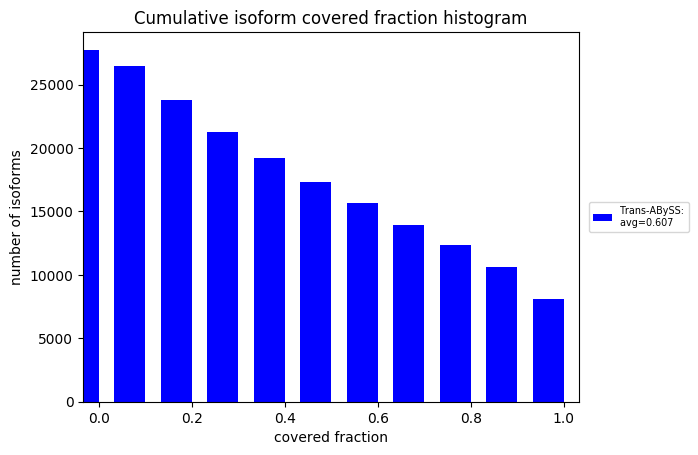 Cumulative isoform covered fraction histogram
number of isoforms
25000
20000
15000
10000
5000
0
0.0 0.2 0.4 0.6 0.8 1.0
covered fraction
Trans-ABySS:
avg=0.607